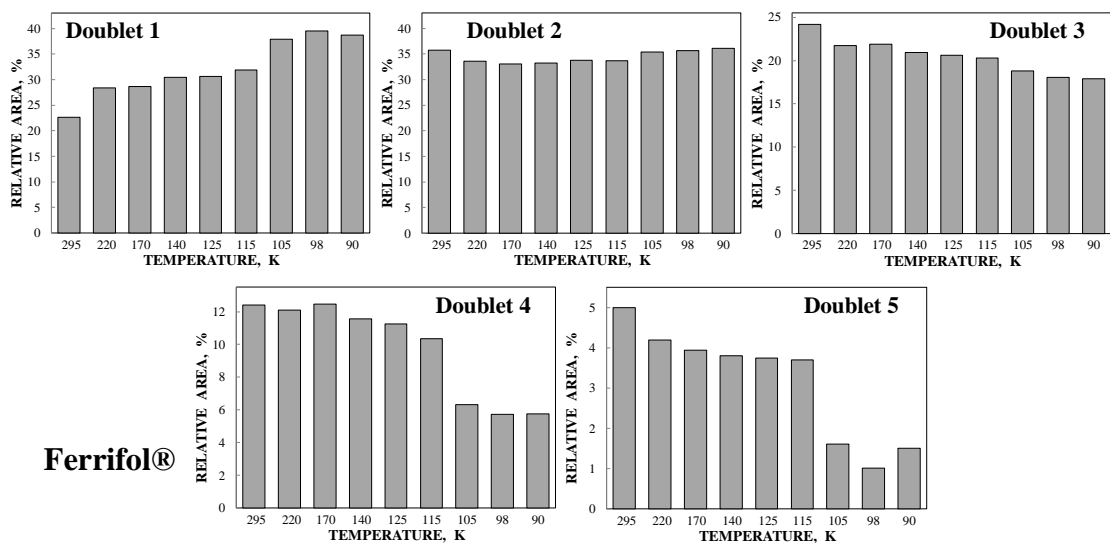 Doublet 1
RELATIVE AREA, %
40
35
30
25
20
15
10
5
0
295 220 170 140 125 115 105 98 90
TEMPERATURE, K
Doublet 2
RELATIVE AREA, %
40
35
30
25
20
15
10
5
0
295 220 170 140 125 115 105 98 90
TEMPERATURE, K
Doublet 3
RELATIVE AREA, %
25
20
15
10
5
0
295 220 170 140 125 115 105 98 90
TEMPERATURE, K
Ferrifol®
Doublet 4
RELATIVE AREA, %
12
10
8
6
4
2
0
295 220 170 140 125 115 105 98 90
TEMPERATURE, K
Doublet 5
RELATIVE AREA, %
5
4
3
2
1
0
295 220 170 140 125 115 105 98 90
TEMPERATURE, K